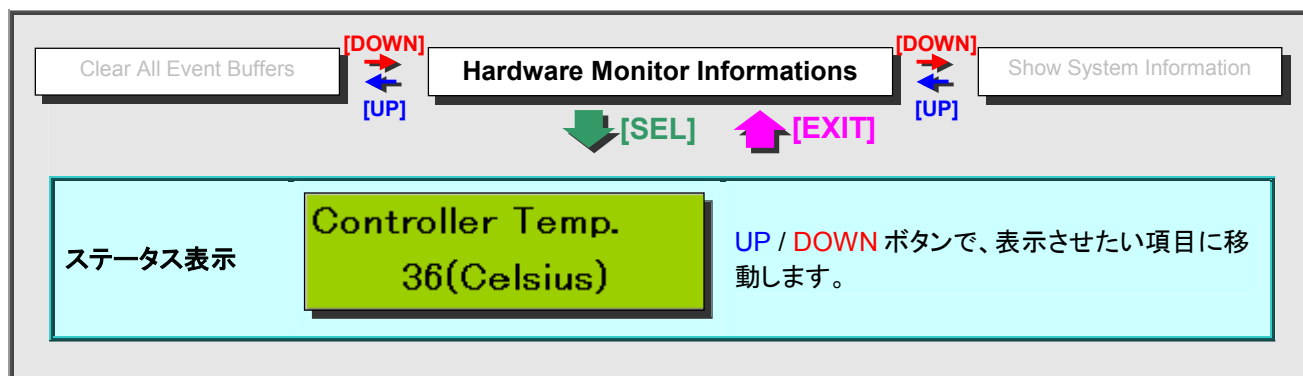 [DOWN] [DOWN]
Clear All Event Buffers Hardware Monitor Informations Show System Information
[UP] [UP]
[SEL] [EXIT]
ステータス表示
Controller Temp.
36(Celsius)
UP / DOWN ボタンで、表示させたい項目に移
動します。